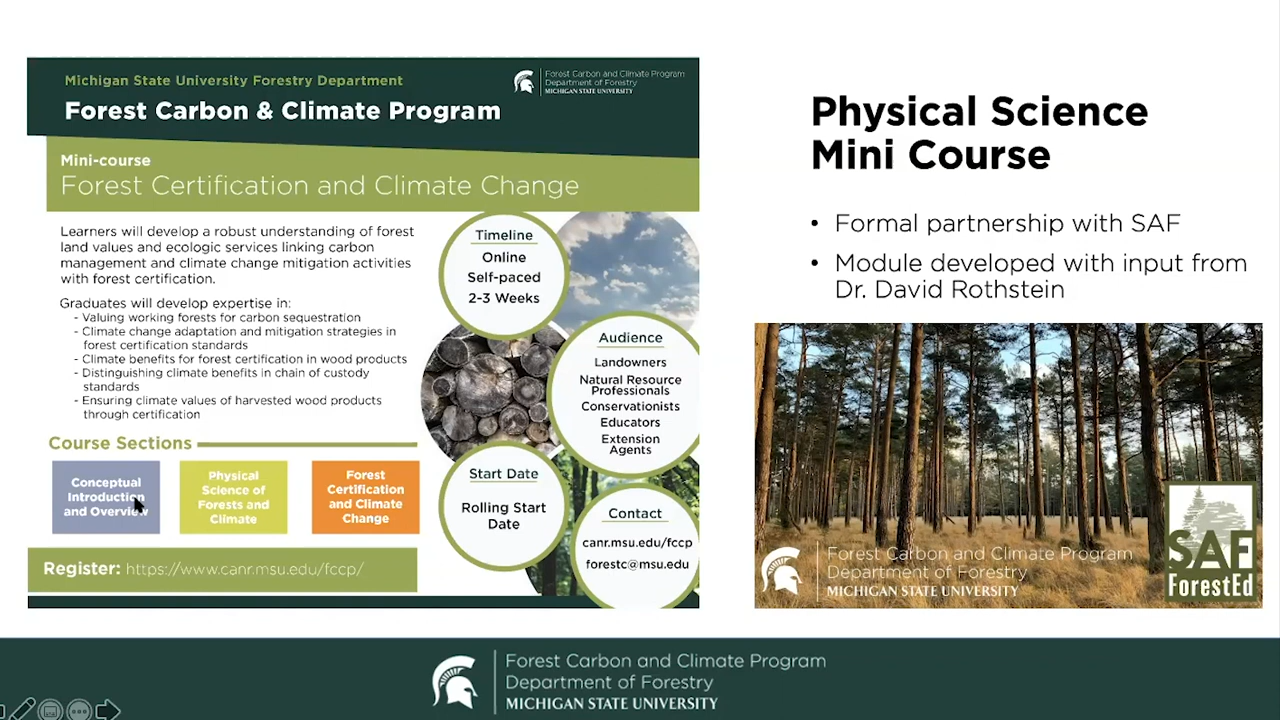 Michigan State University Forestry Department
Forest Carbon & Climate Program
Forest Carbon and Climate Program
Department of Forestry
MICHIGAN STATE UNIVERSITY
Mini-course
Forest Certification and Climate Change
Learners will develop a robust understanding of forest
land values and ecologic services linking carbon
management and climate change mitigation activities
with forest certification.
Graduates will develop expertise in:
- Valuing working forests for carbon sequestration
- Climate change adaptation and mitigation strategies in
forest certification standards
- Climate benefits for forest certification in wood products
- Distinguishing climate benefits in chain of custody
standards
- Ensuring climate values of harvested wood products
through certification
Timeline
Online
Self-paced
2-3 Weeks
Audience
Landowners
Natural Resource
Professionals
Conservationists
Educators
Extension
Agents
Start Date
Rolling Start
Date
Contact
canr.msu.edu/fccp
forestc@msu.edu
Course Sections
Conceptual
Introduction
and Overview
Physical
Science of
Forests and
Climate
Forest
Certification
and Climate
Change
Register: https://www.canr.msu.edu/fccp/
Physical Science
Mini Course
• Formal partnership with SAF
• Module developed with input from
Dr. David Rothstein
Forest Carbon and Climate Program
Department of Forestry
MICHIGAN STATE UNIVERSITY
SAF
ForestEd
Forest Carbon and Climate Program
Department of Forestry
MICHIGAN STATE UNIVERSITY